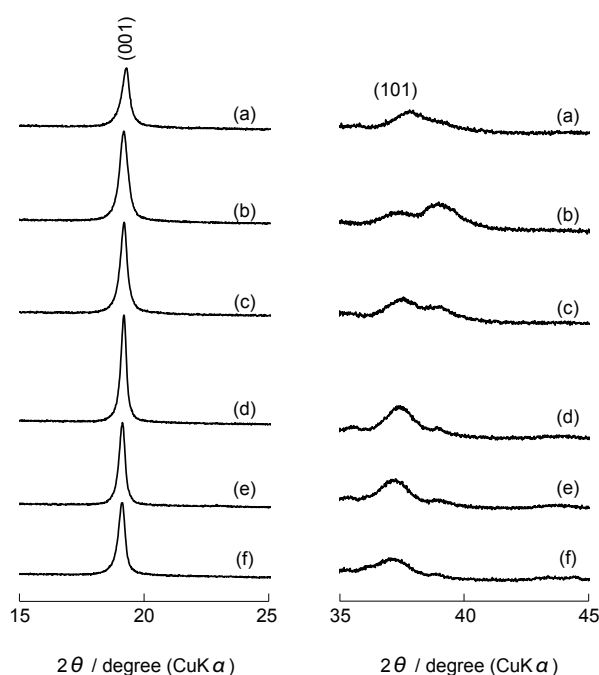 (001)
(a)
(b)
(c)
(d)
(e)
(f)
15 20 25
2θ / degree (CuKα)
(101)
(a)
(b)
(c)
(d)
(e)
(f)
35 40 45
2θ / degree (CuKα)